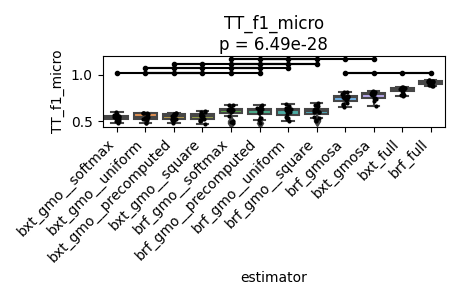 TT_f1_micro
p = 6.49e-28
TT_f1_micro
1.0
0.5
bxt_gmo__softmax
bxt_gmo__uniform
bxt_gmo__precomputed
bxt_gmo__square
brf_gmo__softmax
brf_gmo__precomputed
brf_gmo__uniform
brf_gmo__square
brf_gmosa
bxt_gmosa
bxt_full
brf_full
estimator